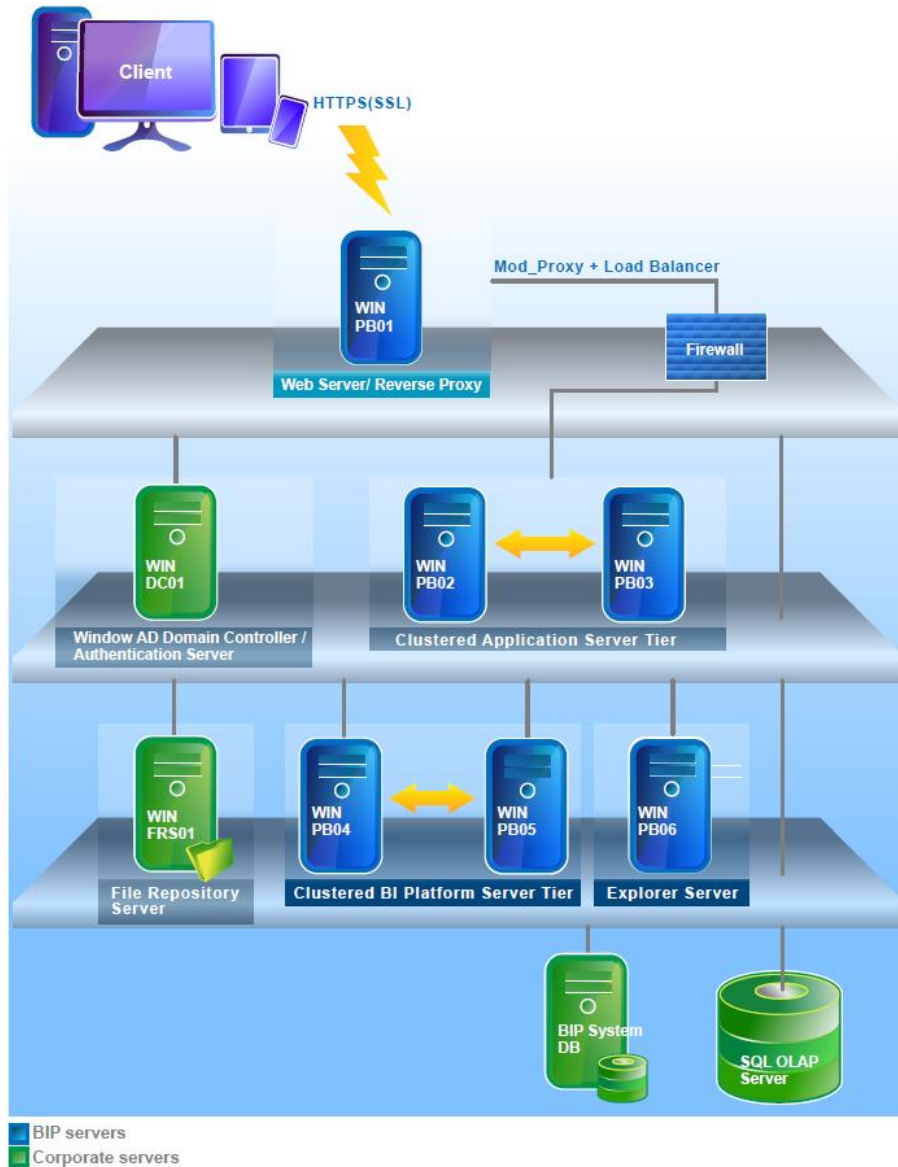 Client
HTTPS(SSL)
Mod_Proxy + Load Balancer
WIN
PB01
Firewall
Web Server/ Reverse Proxy
WIN
DC01
WIN
PB02
WIN
PB03
Window AD Domain Controller /
Authentication Server
Clustered Application Server Tier
WIN
FRS01
WIN
PB04
WIN
PB05
WIN
PB06
File Repository
Server
Clustered BI Platform Server Tier
Explorer Server
BIP System
DB
SQL OLAP
Server
BIP servers
Corporate servers